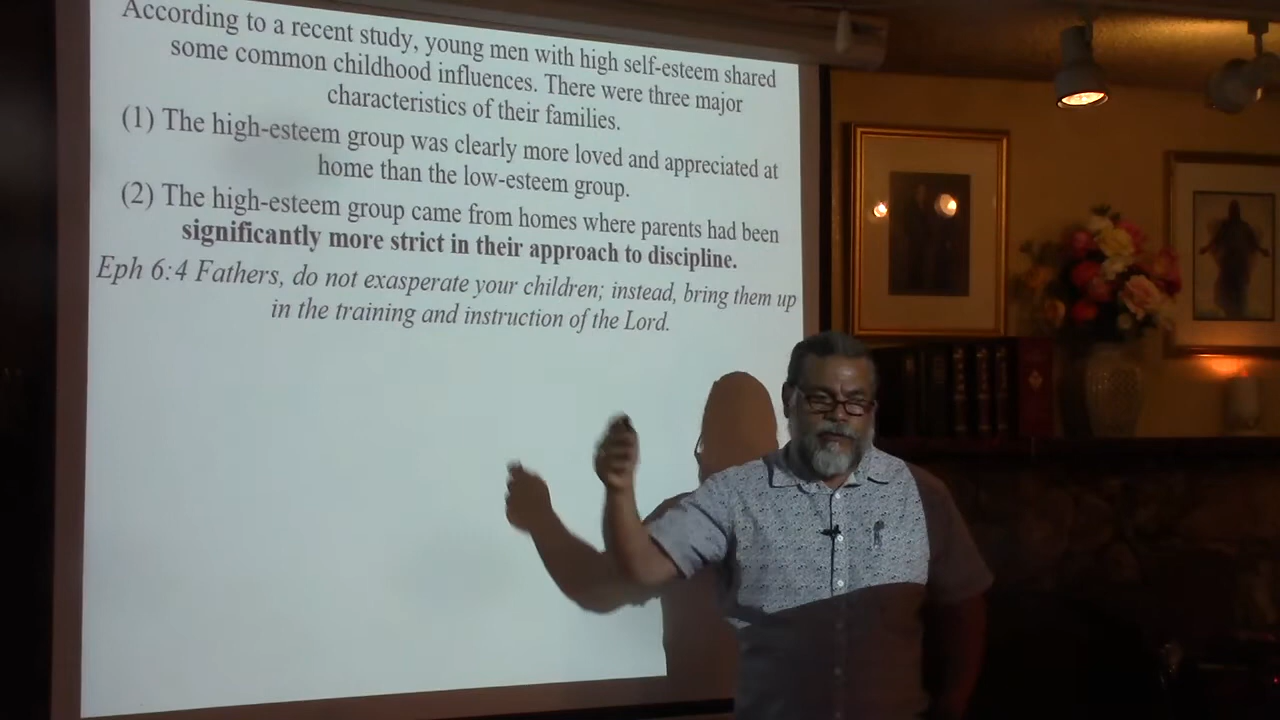 According to a recent study, young men with high self-esteem shared
some common childhood influences. There were three major
characteristics of their families.
(1) The high-esteem group was clearly more loved and appreciated at
home than the low-esteem group.
(2) The high-esteem group came from homes where parents had been
significantly more strict in their approach to discipline.
Eph 6:4 Fathers, do not exasperate your children; instead, bring them up
in the training and instruction of the Lord.